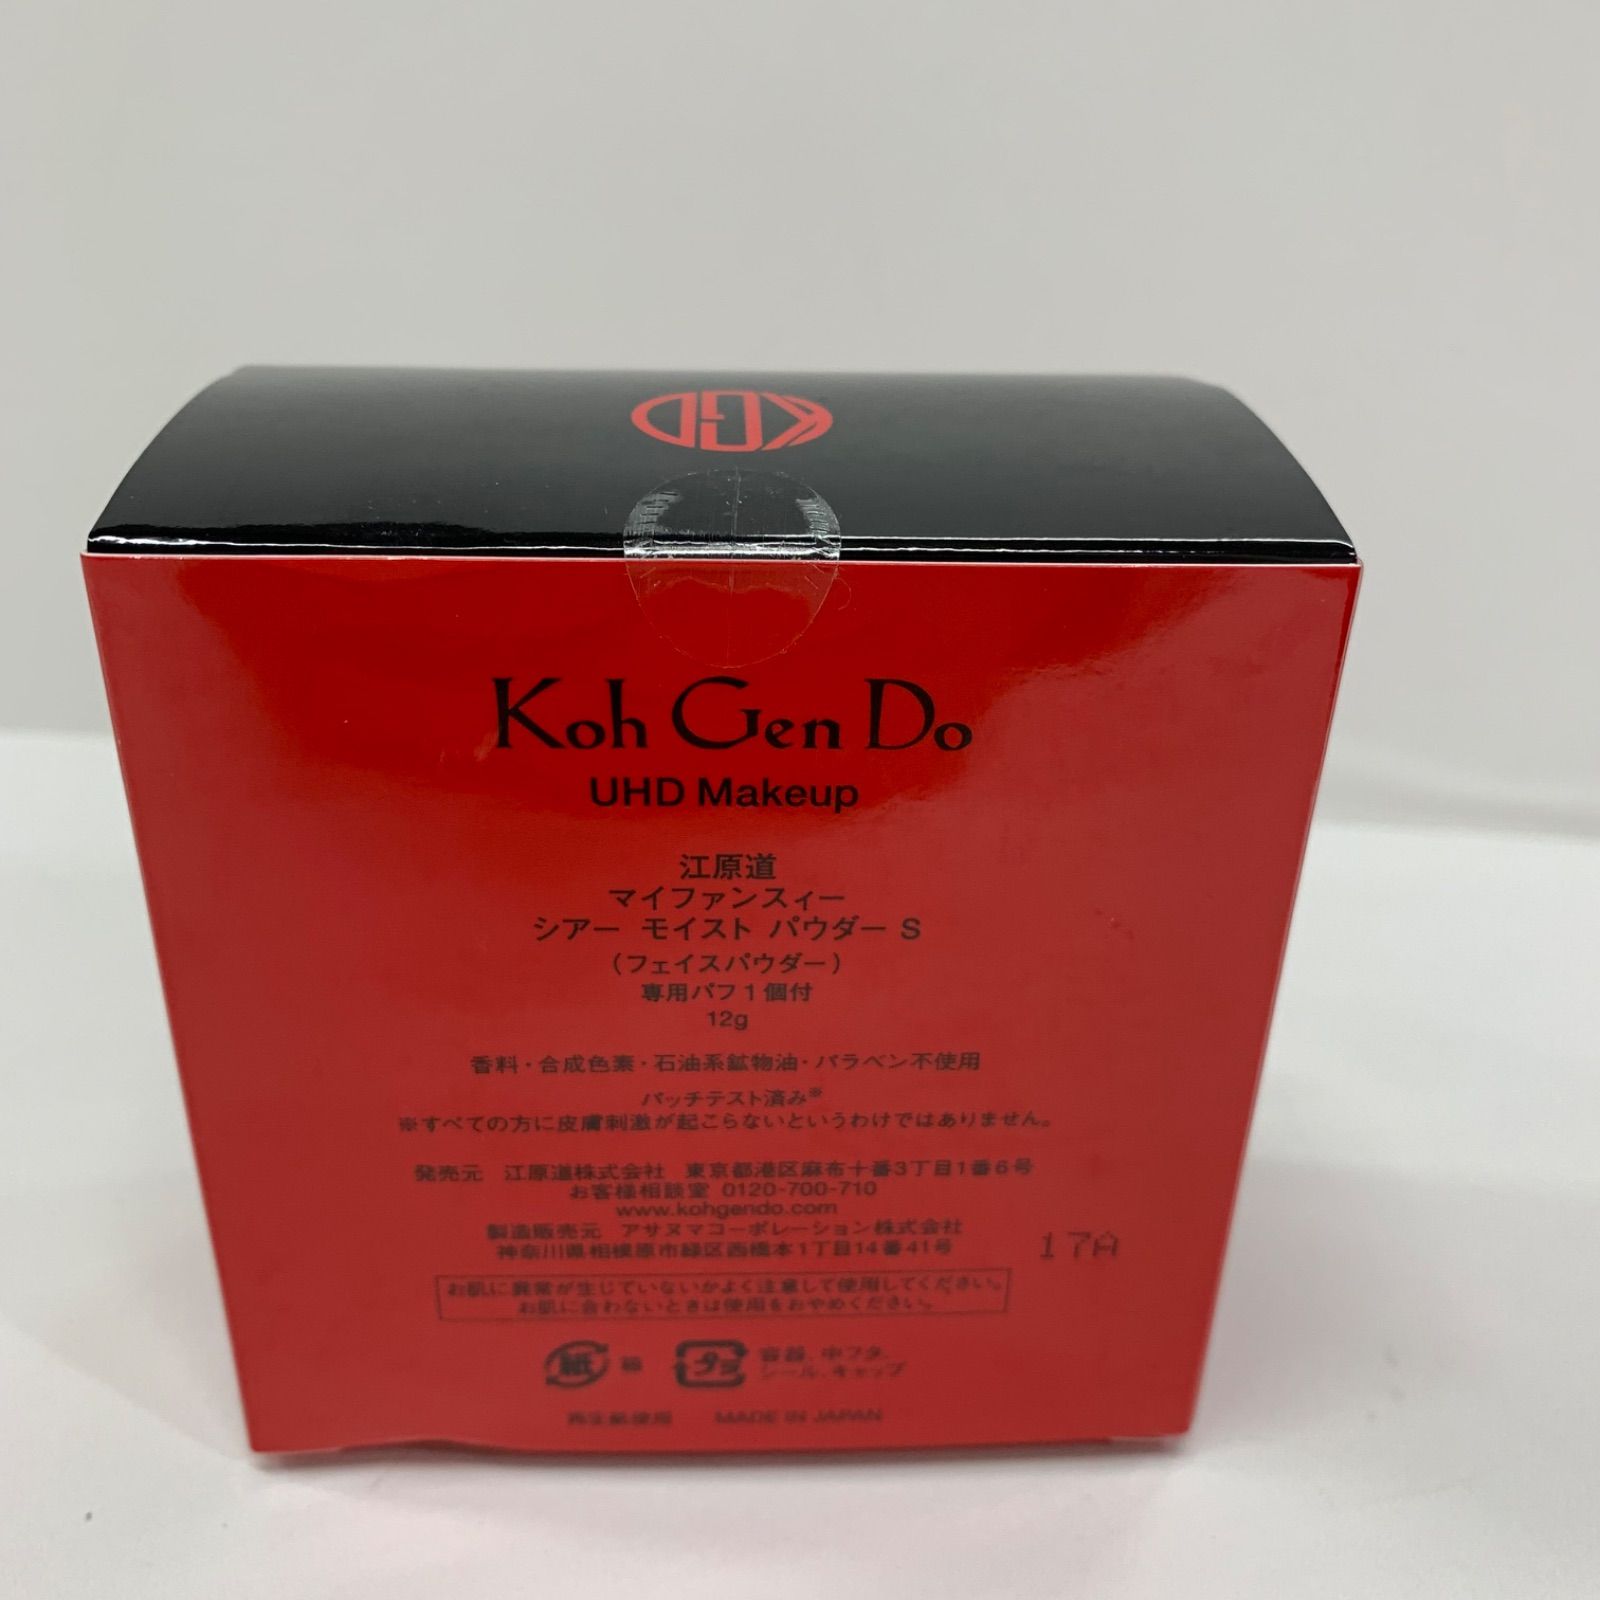 KGD
Koh Gen Do
UHD Makeup
江原道
マイファンスィー
シアー モイスト パウダー S
(フェイスパウダー)
専用パフ1個付
12g
香料・合成色素・石油系鉱物油・パラベン不使用
パッチテスト済み※
※すべての方に皮膚刺激が起こらないというわけではありません。
発売元 江原道株式会社 東京都港区麻布十番3丁目1番6号
お客様相談室 0120-700-710
www.kohgendo.com
製造販売元 アサヌマコーポレーション株式会社
神奈川県相模原市緑区西橋本1丁目14番41号
17A
お肌に異常が生じていないかよく注意して使用してください。
お肌に合わないときは使用をおやめください。
紙 箱
プラ 容器、中フタ、
シール、キャップ
再生紙使用 MADE IN JAPAN